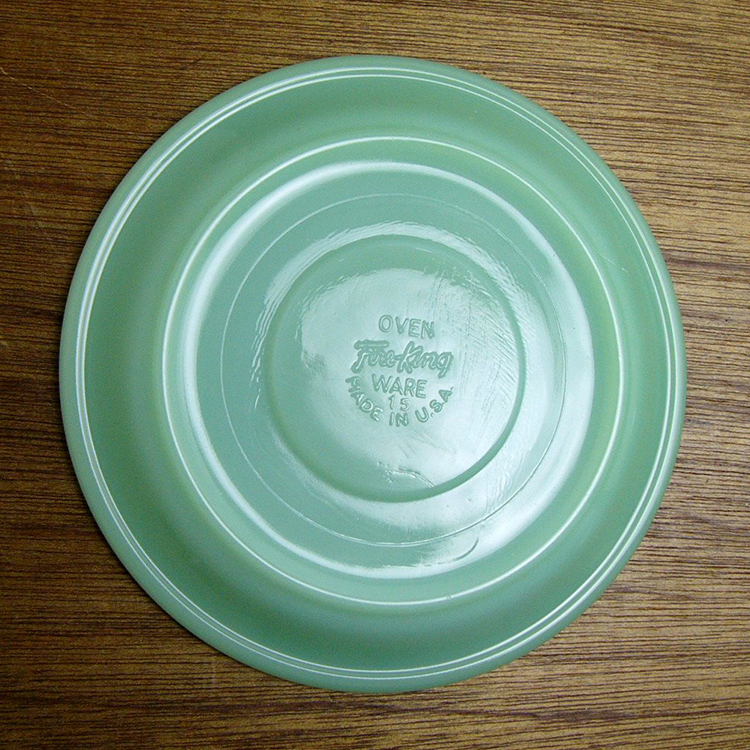 OVEN
Fire-King
WARE
15
MADE IN U.S.A.